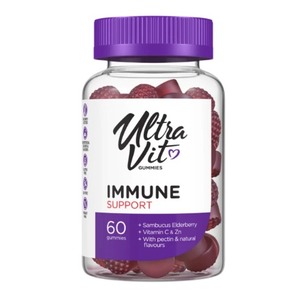 Ultra
Vit
GUMMIES
IMMUNE
SUPPORT
60
gummies
+ Sambucus Elderberry
+ Vitamin C & Zn
+ With pectin & natural
flavours